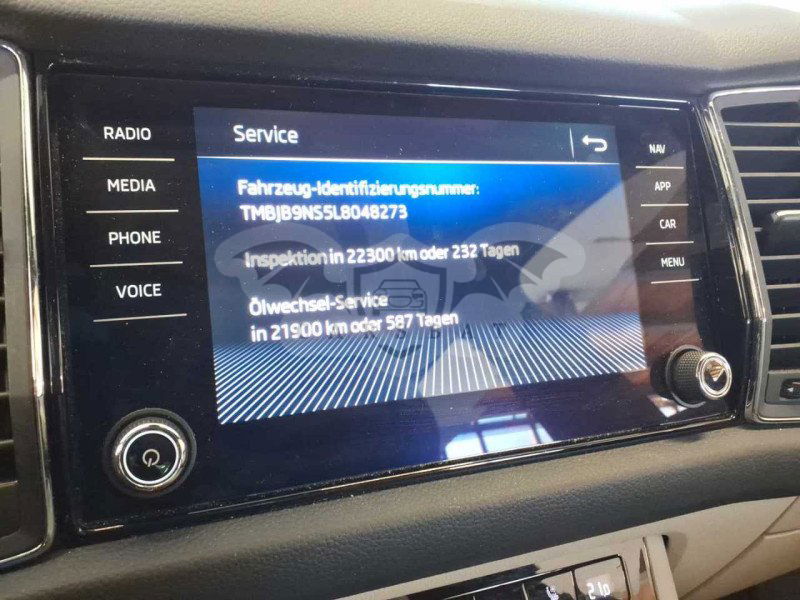 RADIO
MEDIA
PHONE
VOICE
Service
Fahrzeug-Identifizierungsnummer:
TMBJB9NS5L8048273
Inspektion in 22300 km oder 232 Tagen
Ölwechsel-Service
in 21900 km oder 587 Tagen
NAV
APP
CAR
MENU